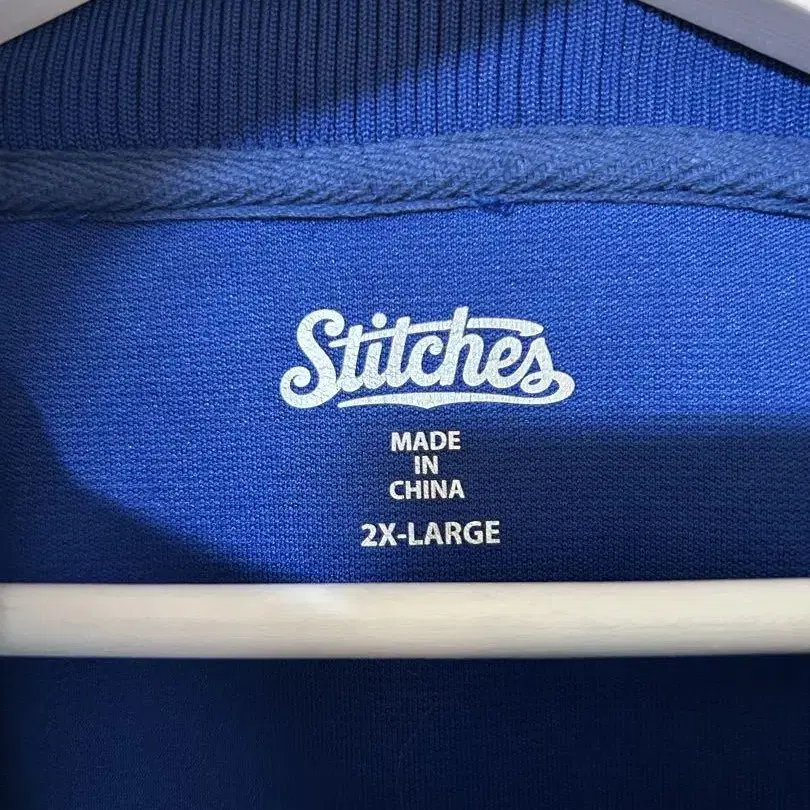 Stitches
MADE
IN
CHINA
2X-LARGE